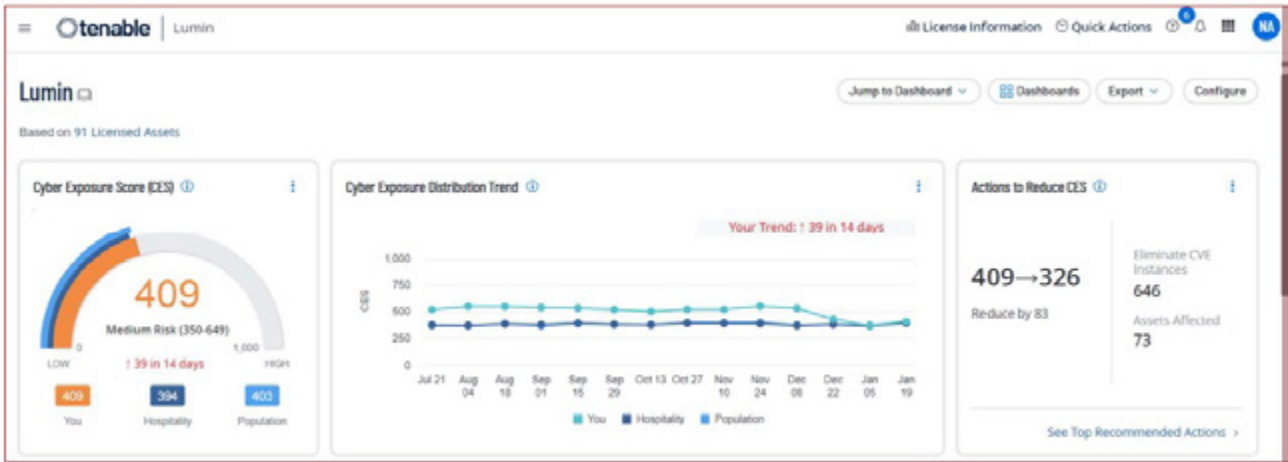 tenable Lumin
License Information Quick Actions 6 NA
Lumin
Jump to Dashboard Dashboards Export Configure
Based on 91 Licensed Assets
Cyber Exposure Score (CES)
409
Medium Risk (350-649)
0 1,000
LOW ↑ 39 in 14 days HIGH
409 394 403
You Hospitality Population
Cyber Exposure Distribution Trend
Your Trend: ↑ 39 in 14 days
CES
1,000
750
500
250
0
Jul 21 Aug 04 Aug 18 Sep 01 Sep 15 Sep 29 Oct 13 Oct 27 Nov 10 Nov 24 Dec 08 Dec 22 Jan 05 Jan 19
You Hospitality Population
Actions to Reduce CES
409→326
Reduce by 83
Eliminate CVE
Instances
646
Assets Affected
73
See Top Recommended Actions >